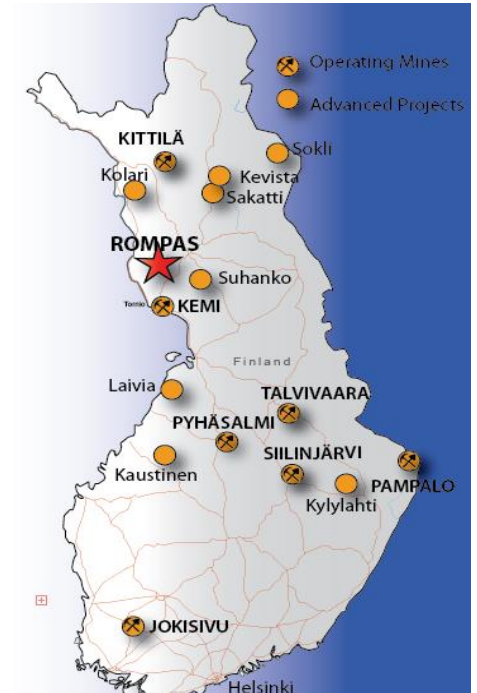 Operating Mines
Advanced Projects
KITTILÄ
Sokli
Kolari
Kevista
Sakatti
ROMPAS
Suhanko
Tornio
KEMI
Finland
Laivia
TALVIVAARA
PYHÄSALMI
SIILINJÄRVI
Kaustinen
PAMPALO
Kylylahti
JOKISIVU
Helsinki